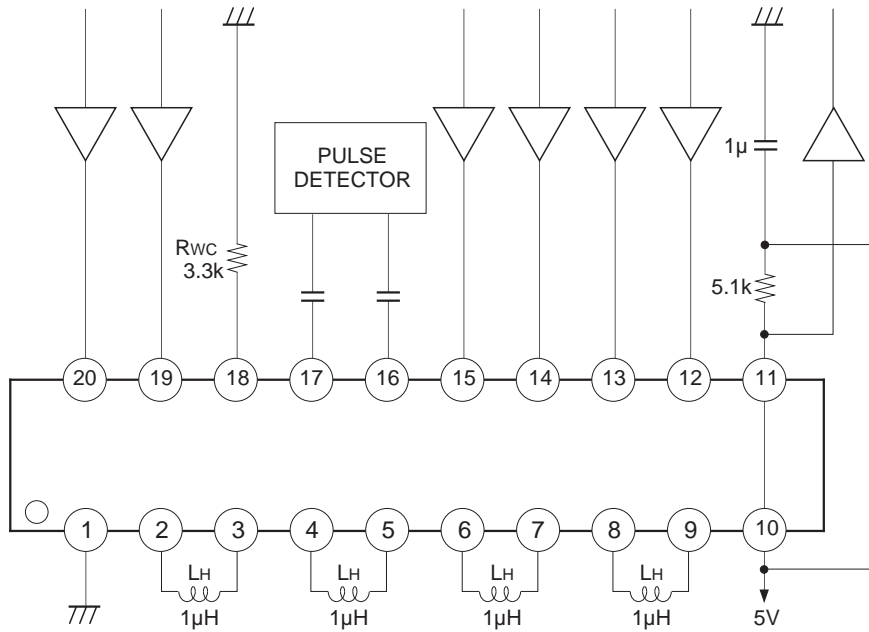 1µ
PULSE
DETECTOR
RWC
3.3k
5.1k
20 19 18 17 16 15 14 13 12 11
1 2 3 4 5 6 7 8 9 10
LH LH LH LH
1µH 1µH 1µH 1µH 5V